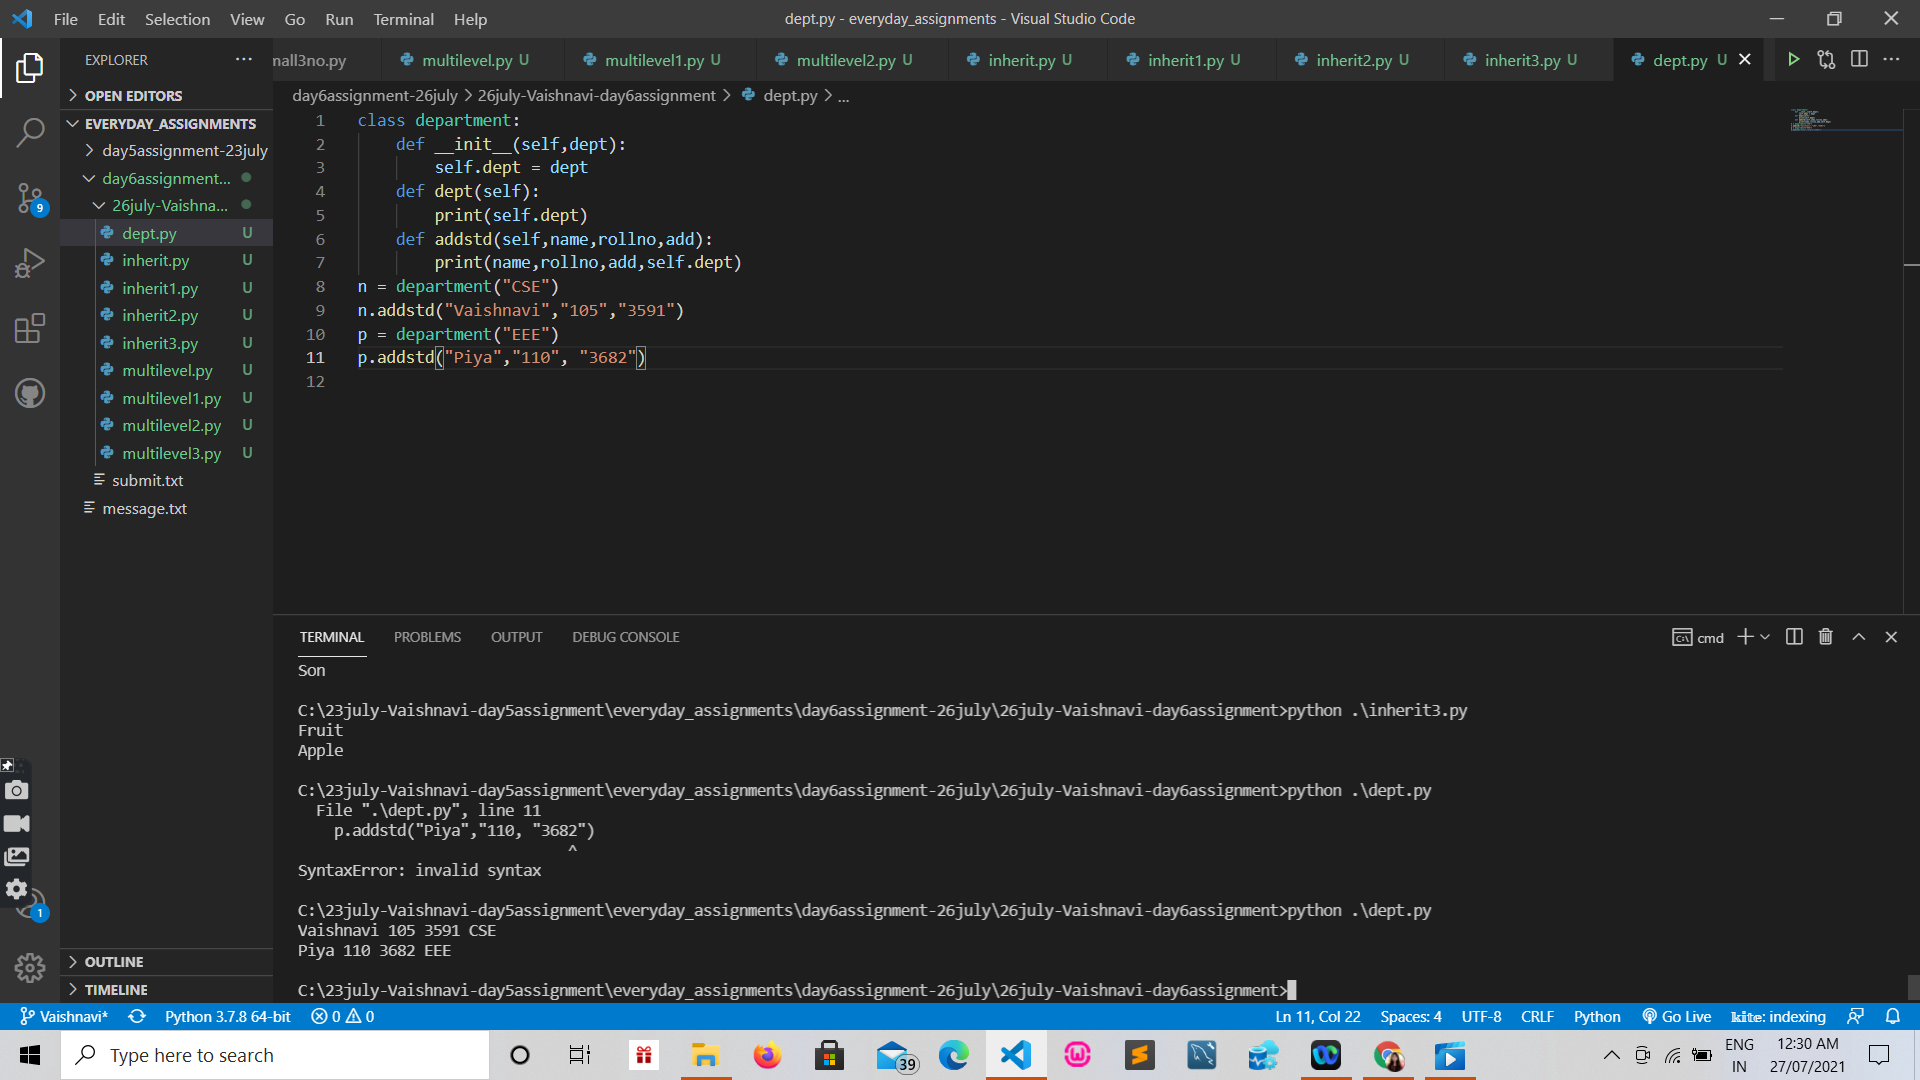 File Edit Selection View Go Run Terminal Help
dept.py - everyday_assignments - Visual Studio Code
EXPLORER
nall3no.py
multilevel.py U
multilevel1.py U
multilevel2.py U
inherit.py U
inherit1.py U
inherit2.py U
inherit3.py U
dept.py U
OPEN EDITORS
EVERYDAY_ASSIGNMENTS
day5assignment-23july
day6assignment...
26july-Vaishna...
dept.py U
inherit.py U
inherit1.py U
inherit2.py U
inherit3.py U
multilevel.py U
multilevel1.py U
multilevel2.py U
multilevel3.py U
submit.txt
message.txt
OUTLINE
TIMELINE
9
1
day6assignment-26july > 26july-Vaishnavi-day6assignment > dept.py > ...
1 class department:
2 def __init__(self,dept):
3 self.dept = dept
4 def dept(self):
5 print(self.dept)
6 def addstd(self,name,rollno,add):
7 print(name,rollno,add,self.dept)
8 n = department("CSE")
9 n.addstd("Vaishnavi","105","3591")
10 p = department("EEE")
11 p.addstd("Piya","110", "3682")
12
TERMINAL PROBLEMS OUTPUT DEBUG CONSOLE
cmd
Son
C:\23july-Vaishnavi-day5assignment\everyday_assignments\day6assignment-26july\26july-Vaishnavi-day6assignment>python .\inherit3.py
Fruit
Apple
C:\23july-Vaishnavi-day5assignment\everyday_assignments\day6assignment-26july\26july-Vaishnavi-day6assignment>python .\dept.py
File ".\dept.py", line 11
p.addstd("Piya","110, "3682")
^
SyntaxError: invalid syntax
C:\23july-Vaishnavi-day5assignment\everyday_assignments\day6assignment-26july\26july-Vaishnavi-day6assignment>python .\dept.py
Vaishnavi 105 3591 CSE
Piya 110 3682 EEE
C:\23july-Vaishnavi-day5assignment\everyday_assignments\day6assignment-26july\26july-Vaishnavi-day6assignment>
Vaishnavi* Python 3.7.8 64-bit 0 0
Ln 11, Col 22 Spaces: 4 UTF-8 CRLF Python Go Live kite: indexing
Type here to search
39
ENG
IN
12:30 AM
27/07/2021